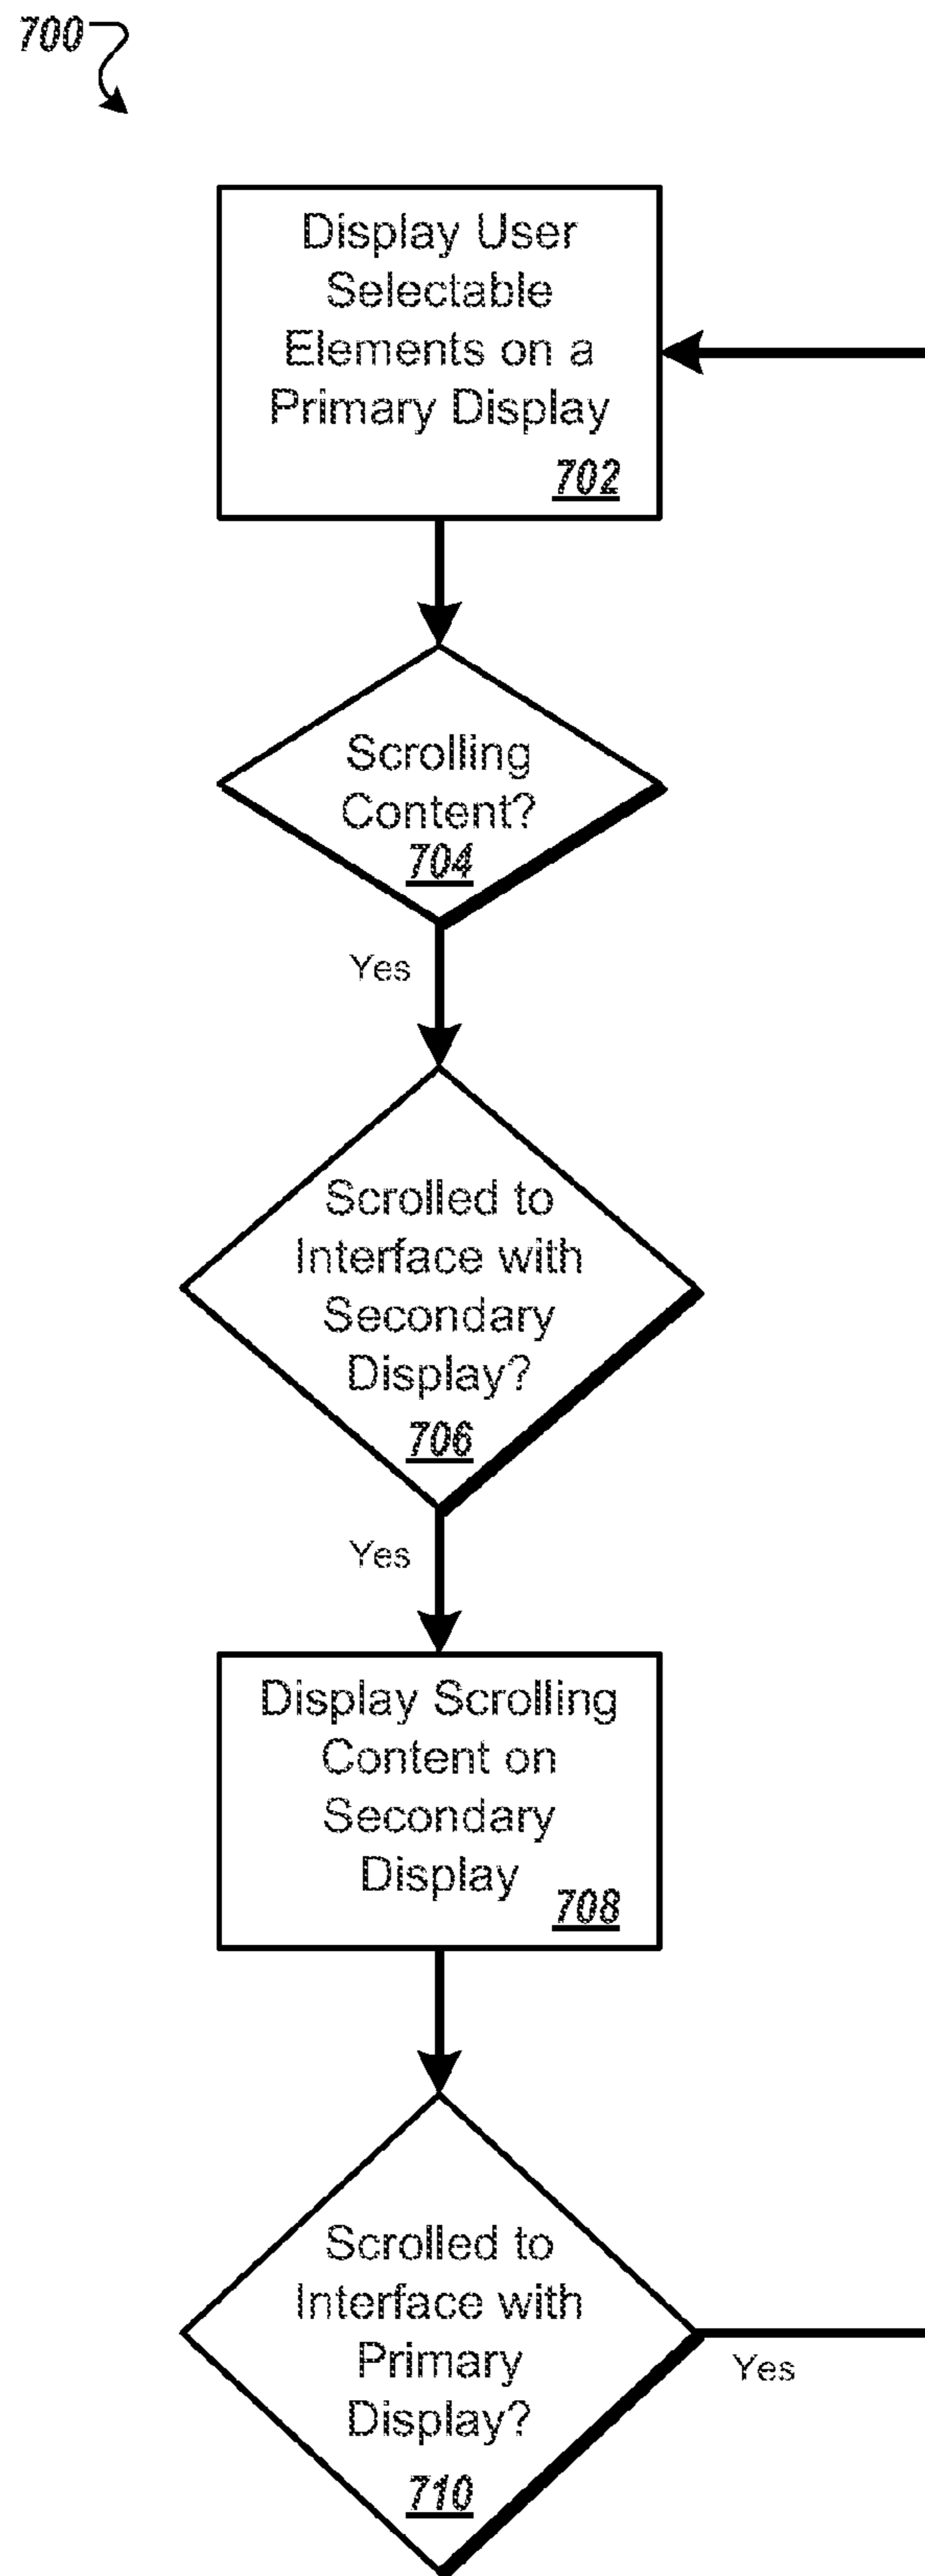 700
Display User
Selectable
Elements on a
Primary Display
702
Scrolling
Content?
704
Yes
Scrolled to
Interface with
Secondary
Display?
706
Yes
Display Scrolling
Content on
Secondary
Display
708
Scrolled to
Interface with
Primary
Display?
Yes
710